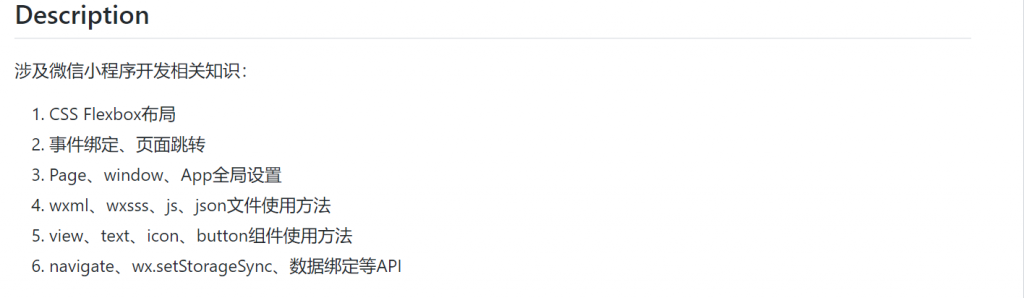 Description
涉及微信小程序开发相关知识：
1. CSS Flexbox布局
2. 事件绑定、页面跳转
3. Page、window、App全局设置
4. wxml、wxsss、js、json文件使用方法
5. view、text、icon、button组件使用方法
6. navigate、wx.setStorageSync、数据绑定等API